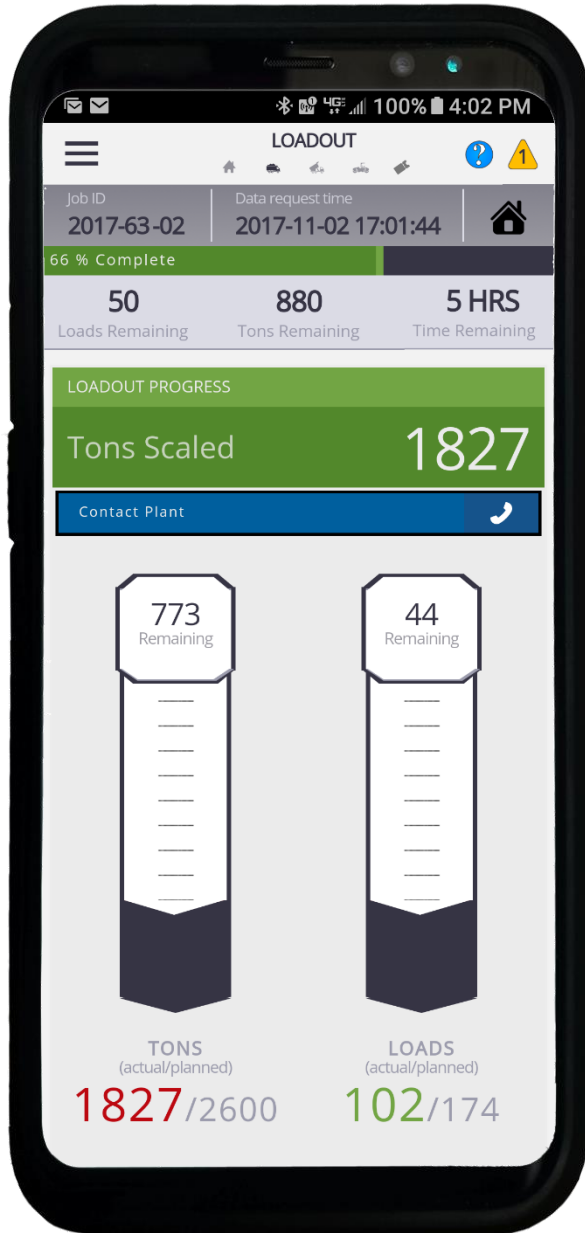 4G 100% 4:02 PM
LOADOUT
? 1
Job ID Data request time
2017-63-02 2017-11-02 17:01:44
66 % Complete
50 880 5 HRS
Loads Remaining Tons Remaining Time Remaining
LOADOUT PROGRESS
Tons Scaled 1827
Contact Plant
773 44
Remaining Remaining
TONS LOADS
(actual/planned) (actual/planned)
1827/2600 102/174